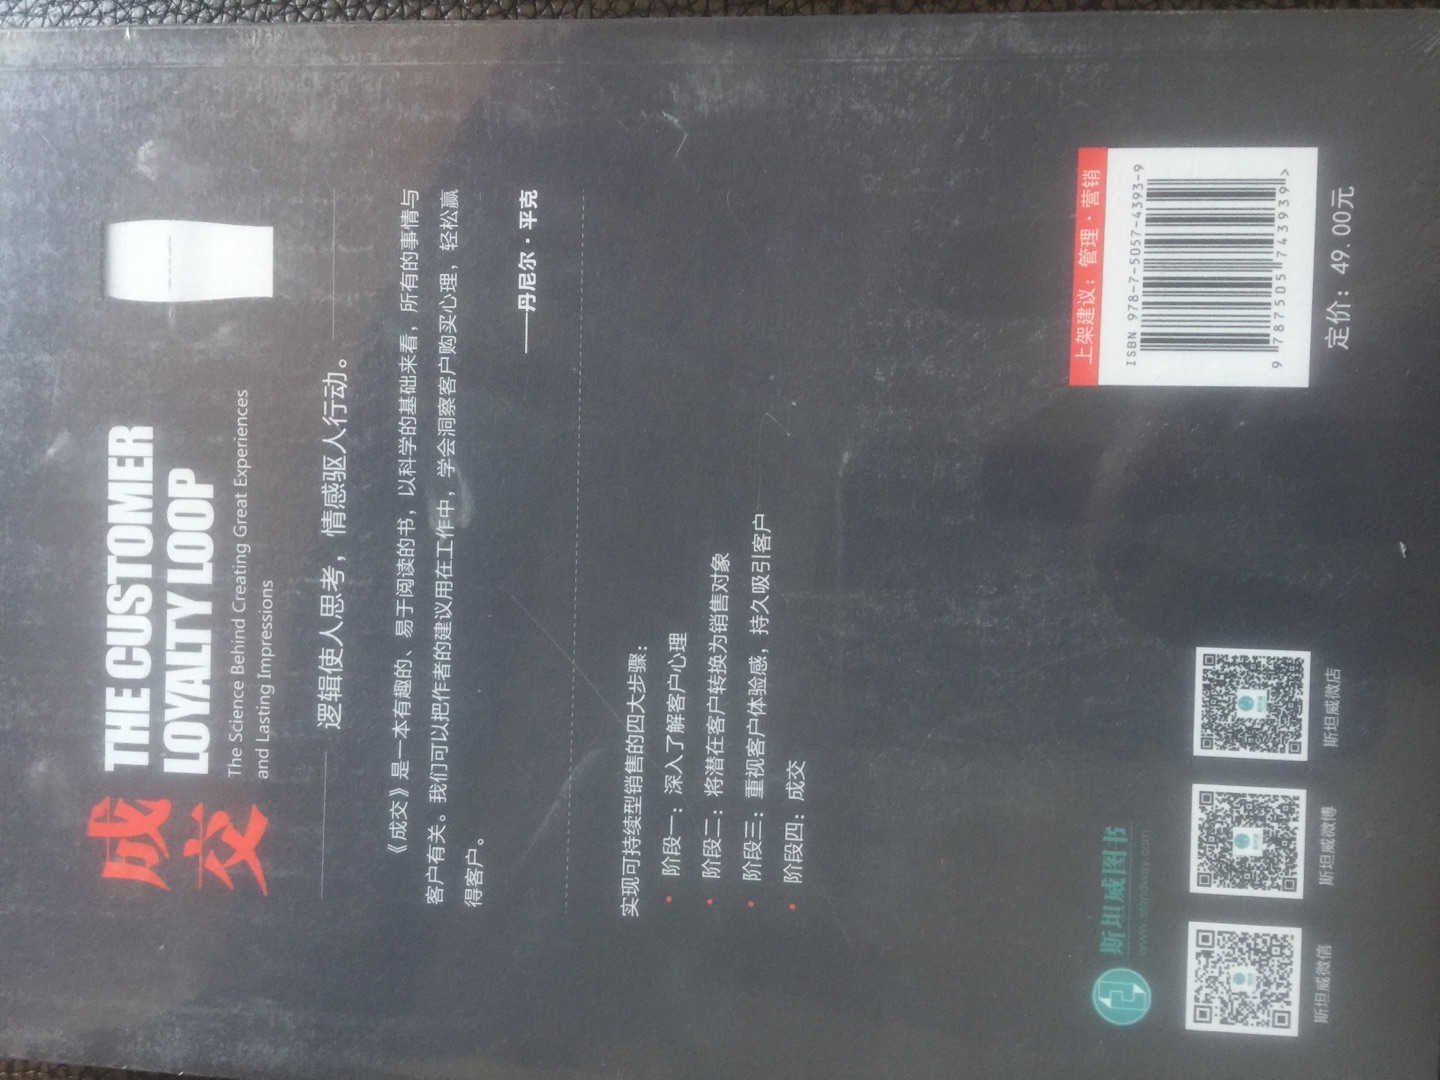 成交
THE CUSTOMER
LOYALTY LOOP
The Science Behind Creating Great Experiences
and Lasting Impressions
逻辑使人思考，情感驱人行动。
《成交》是一本有趣的、易于阅读的书，以科学的基础来看，所有的事情与
客户有关。我们可以把作者的建议用在工作中，学会洞察客户购买心理，轻松赢
得客户。
——丹尼尔·平克
实现可持续型销售的四大步骤：
• 阶段一：深入了解客户心理
• 阶段二：将潜在客户转换为销售对象
• 阶段三：重视客户体验感，持久吸引客户
• 阶段四：成交
斯坦威图书
www.standway.com
斯坦威微信
斯坦威微博
斯坦威微店
上架建议：管理·营销
ISBN 978-7-5057-4393-9
9 787505 743939 >
定价：49.00元